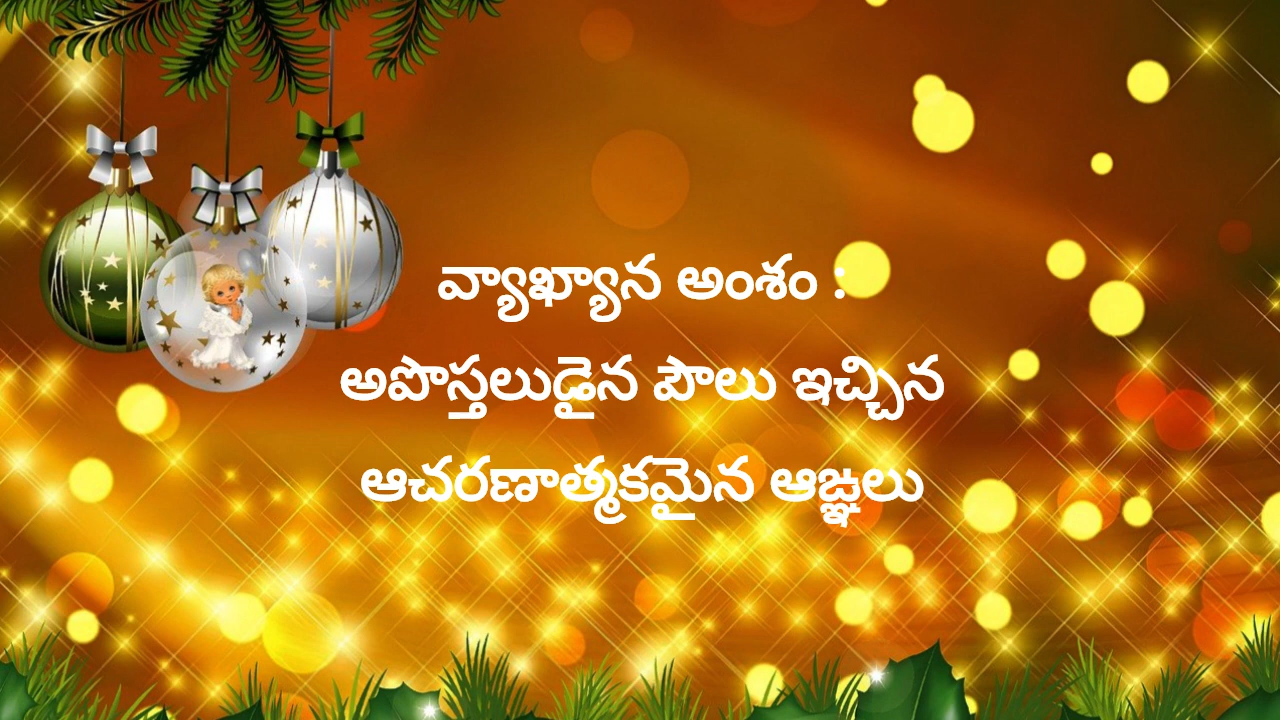 వ్యాఖ్యాన అంశం :
అపొస్తలుడైన పౌలు ఇచ్చిన
ఆచరణాత్మకమైన ఆజ్ఞలు